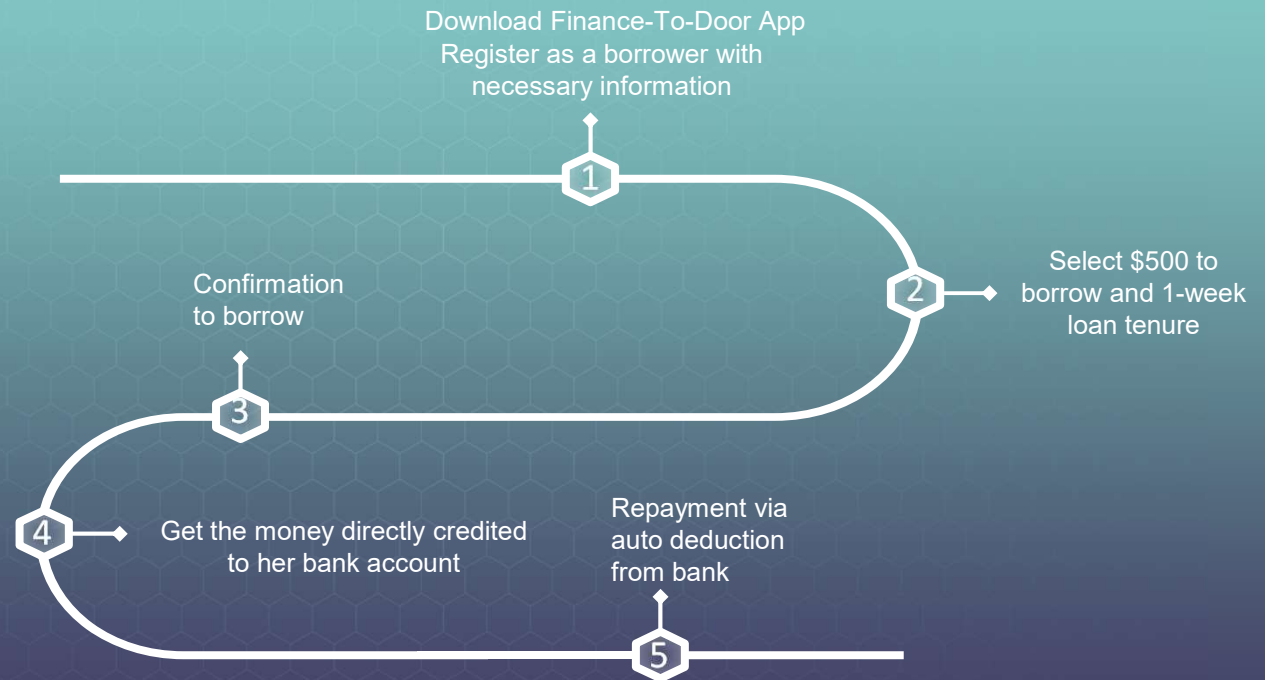 Download Finance-To-Door App
Register as a borrower with
necessary information
1
2
Select $500 to
borrow and 1-week
loan tenure
Confirmation
to borrow
3
4
Get the money directly credited
to her bank account
Repayment via
auto deduction
from bank
5